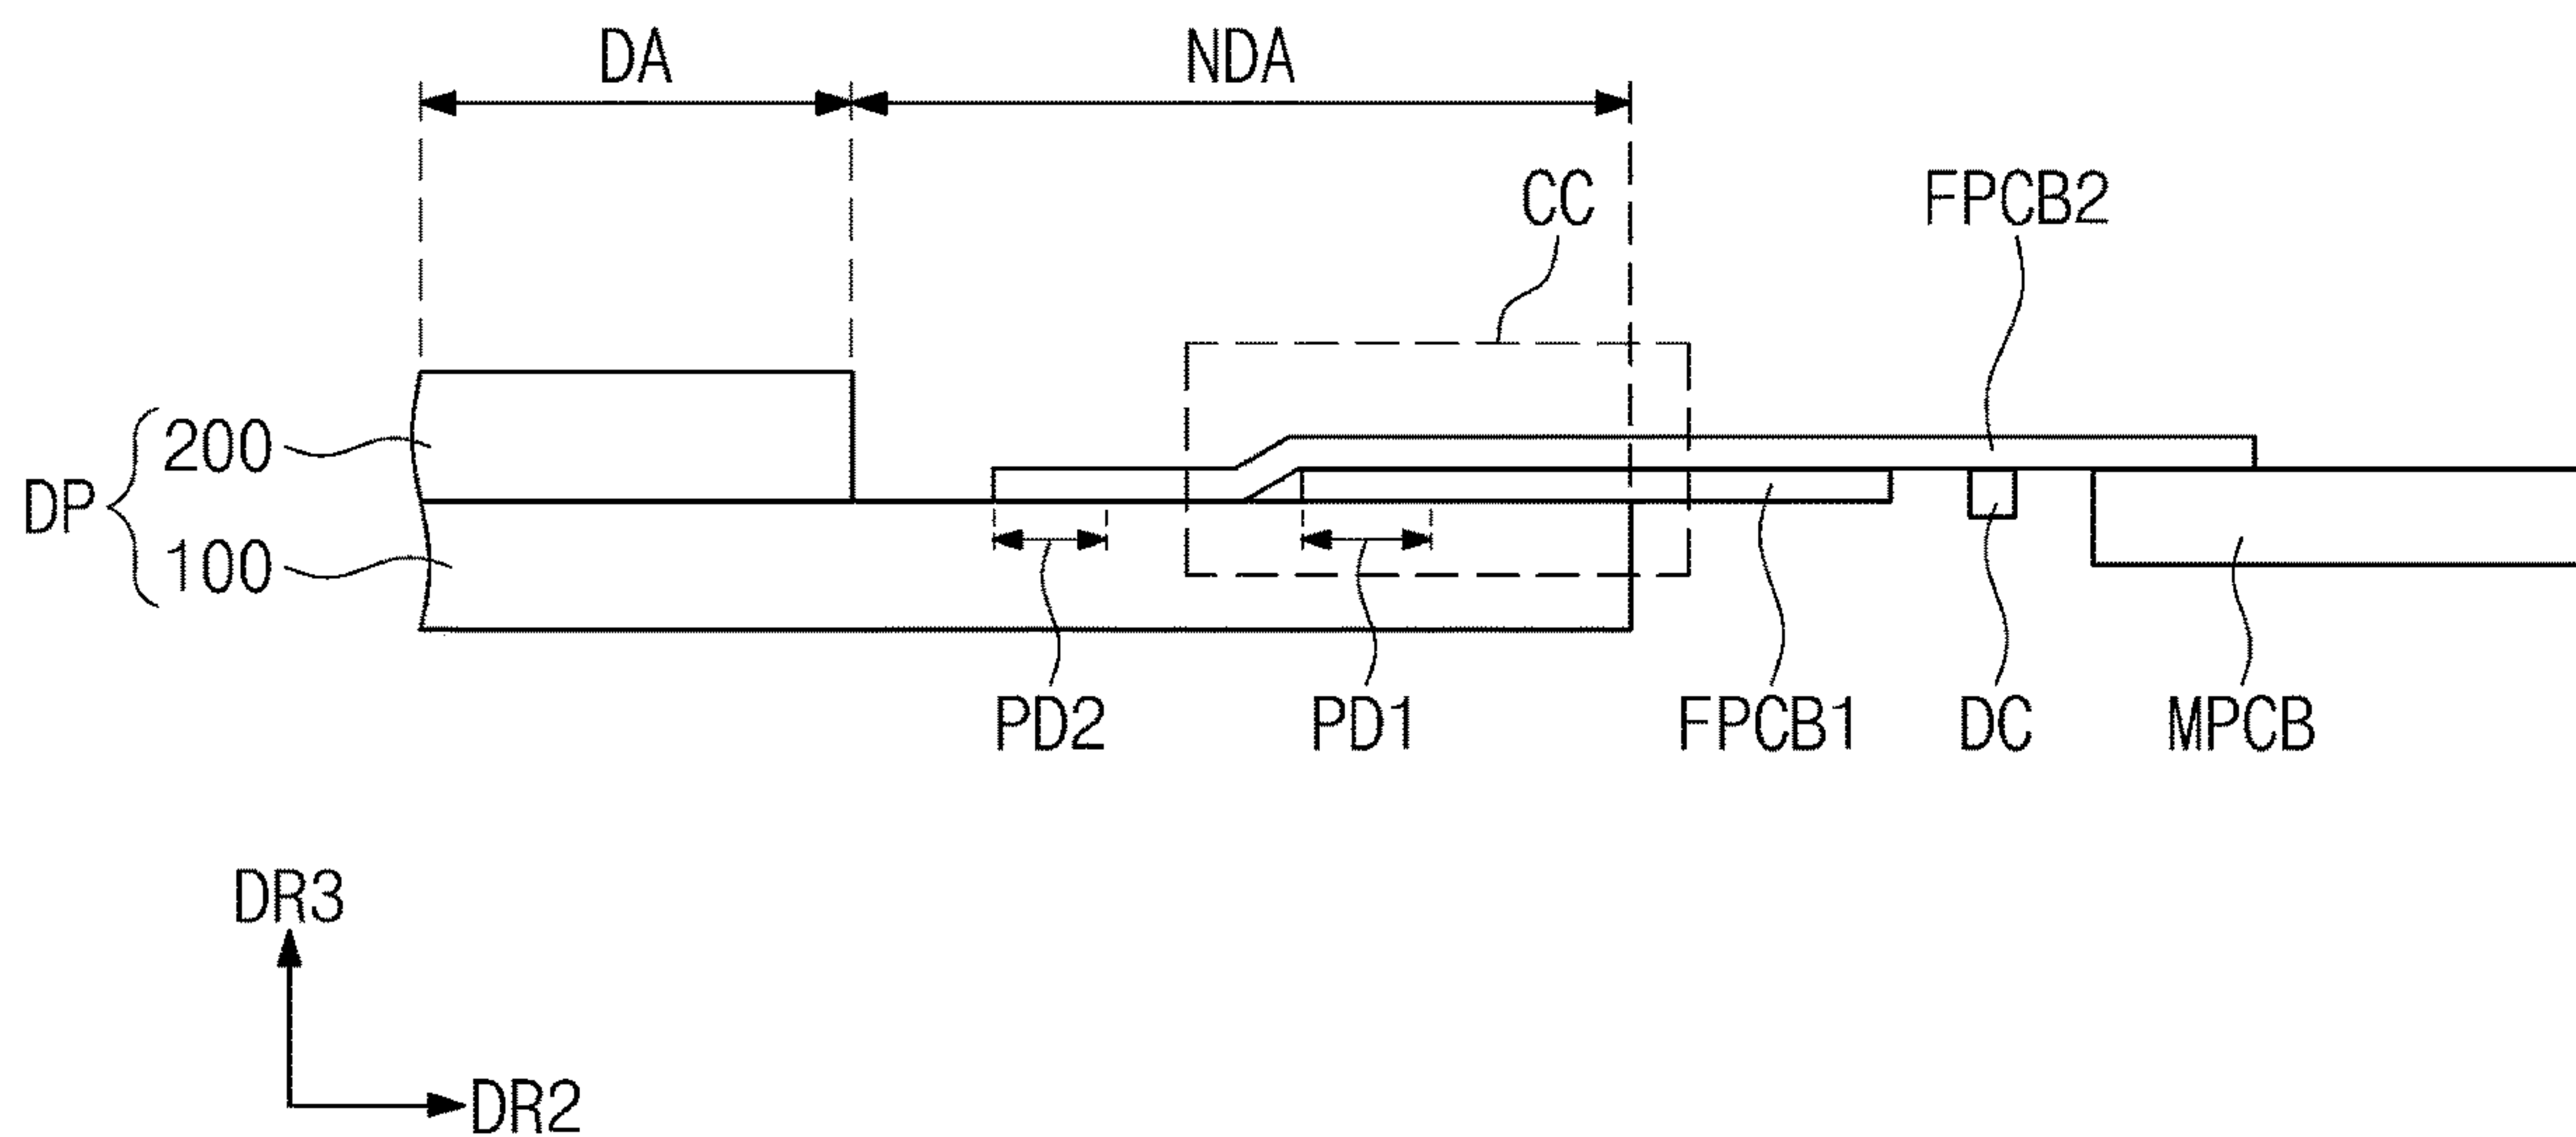 DA NDA
CC FPCB2
DP 200
100
PD2 PD1 FPCB1 DC MPCB
DR3
DR2